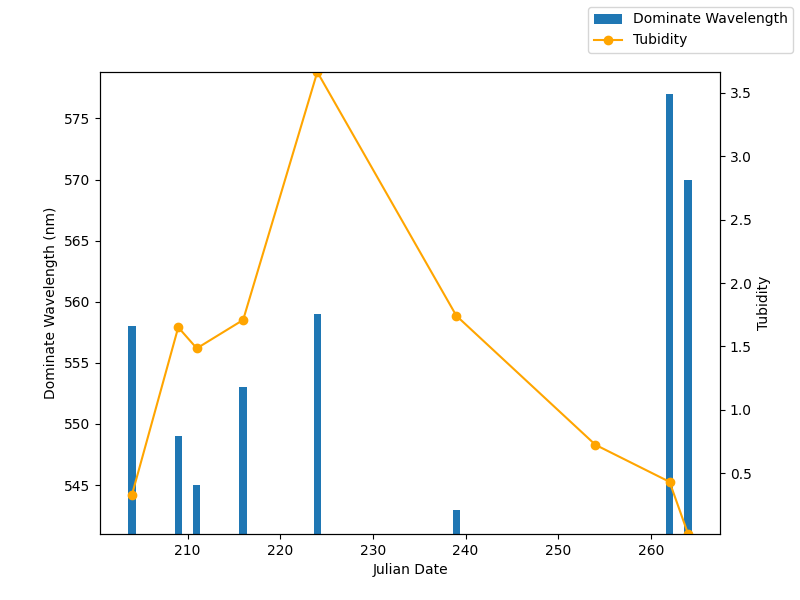 Dominate Wavelength
Tubidity
575
570
565
560
555
550
545
Dominate Wavelength (nm)
3.5
3.0
2.5
2.0
1.5
1.0
0.5
Tubidity
210 220 230 240 250 260
Julian Date